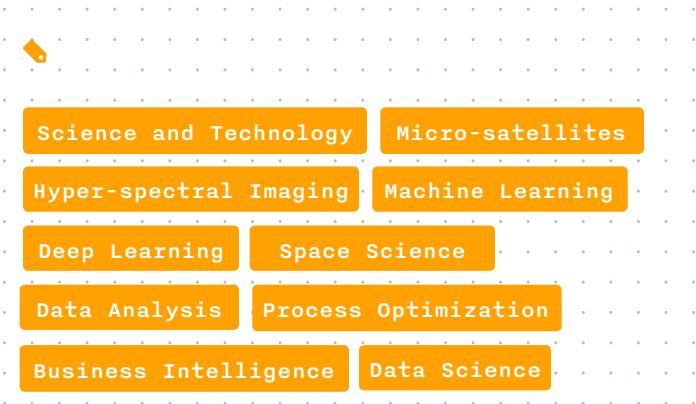 Science and Technology Micro-satellites
Hyper-spectral Imaging Machine Learning
Deep Learning Space Science
Data Analysis Process Optimization
Business Intelligence Data Science